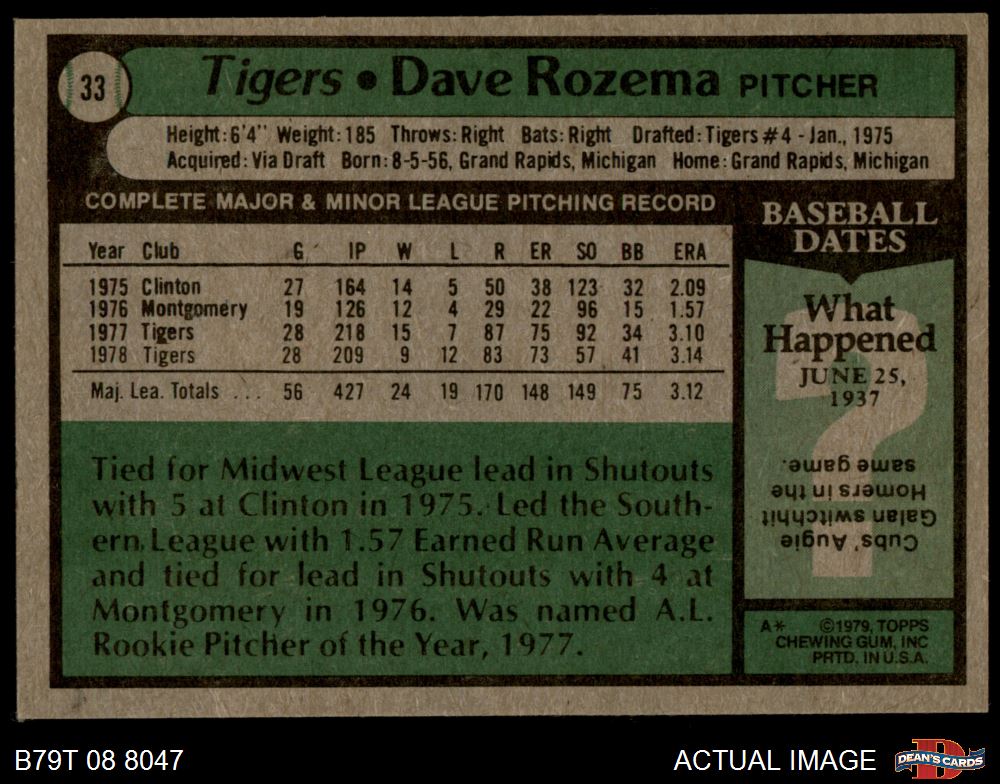 33
Tigers • Dave Rozema PITCHER
Height: 6'4" Weight: 185 Throws: Right Bats: Right Drafted: Tigers #4 - Jan., 1975
Acquired: Via Draft Born: 8-5-56, Grand Rapids, Michigan Home: Grand Rapids, Michigan
COMPLETE MAJOR & MINOR LEAGUE PITCHING RECORD
Year Club G IP W L R ER SO BB ERA
1975 Clinton 27 164 14 5 50 38 123 32 2.09
1976 Montgomery 19 126 12 4 29 22 96 15 1.57
1977 Tigers 28 218 15 7 87 75 92 34 3.10
1978 Tigers 28 209 9 12 83 73 57 41 3.14
Maj. Lea. Totals ... 56 427 24 19 170 148 149 75 3.12
Tied for Midwest League lead in Shutouts
with 5 at Clinton in 1975. Led the South-
ern League with 1.57 Earned Run Average
and tied for lead in Shutouts with 4 at
Montgomery in 1976. Was named A.L.
Rookie Pitcher of the Year, 1977.
BASEBALL
DATES
What
Happened
JUNE 25,
1937
?
Cubs' Augie
Galan switchhit
Homers in the
same game.
A* ©1979, TOPPS
CHEWING GUM, INC
PRTD. IN U.S.A.
B79T 08 8047
ACTUAL IMAGE
D
DEAN'S CARDS